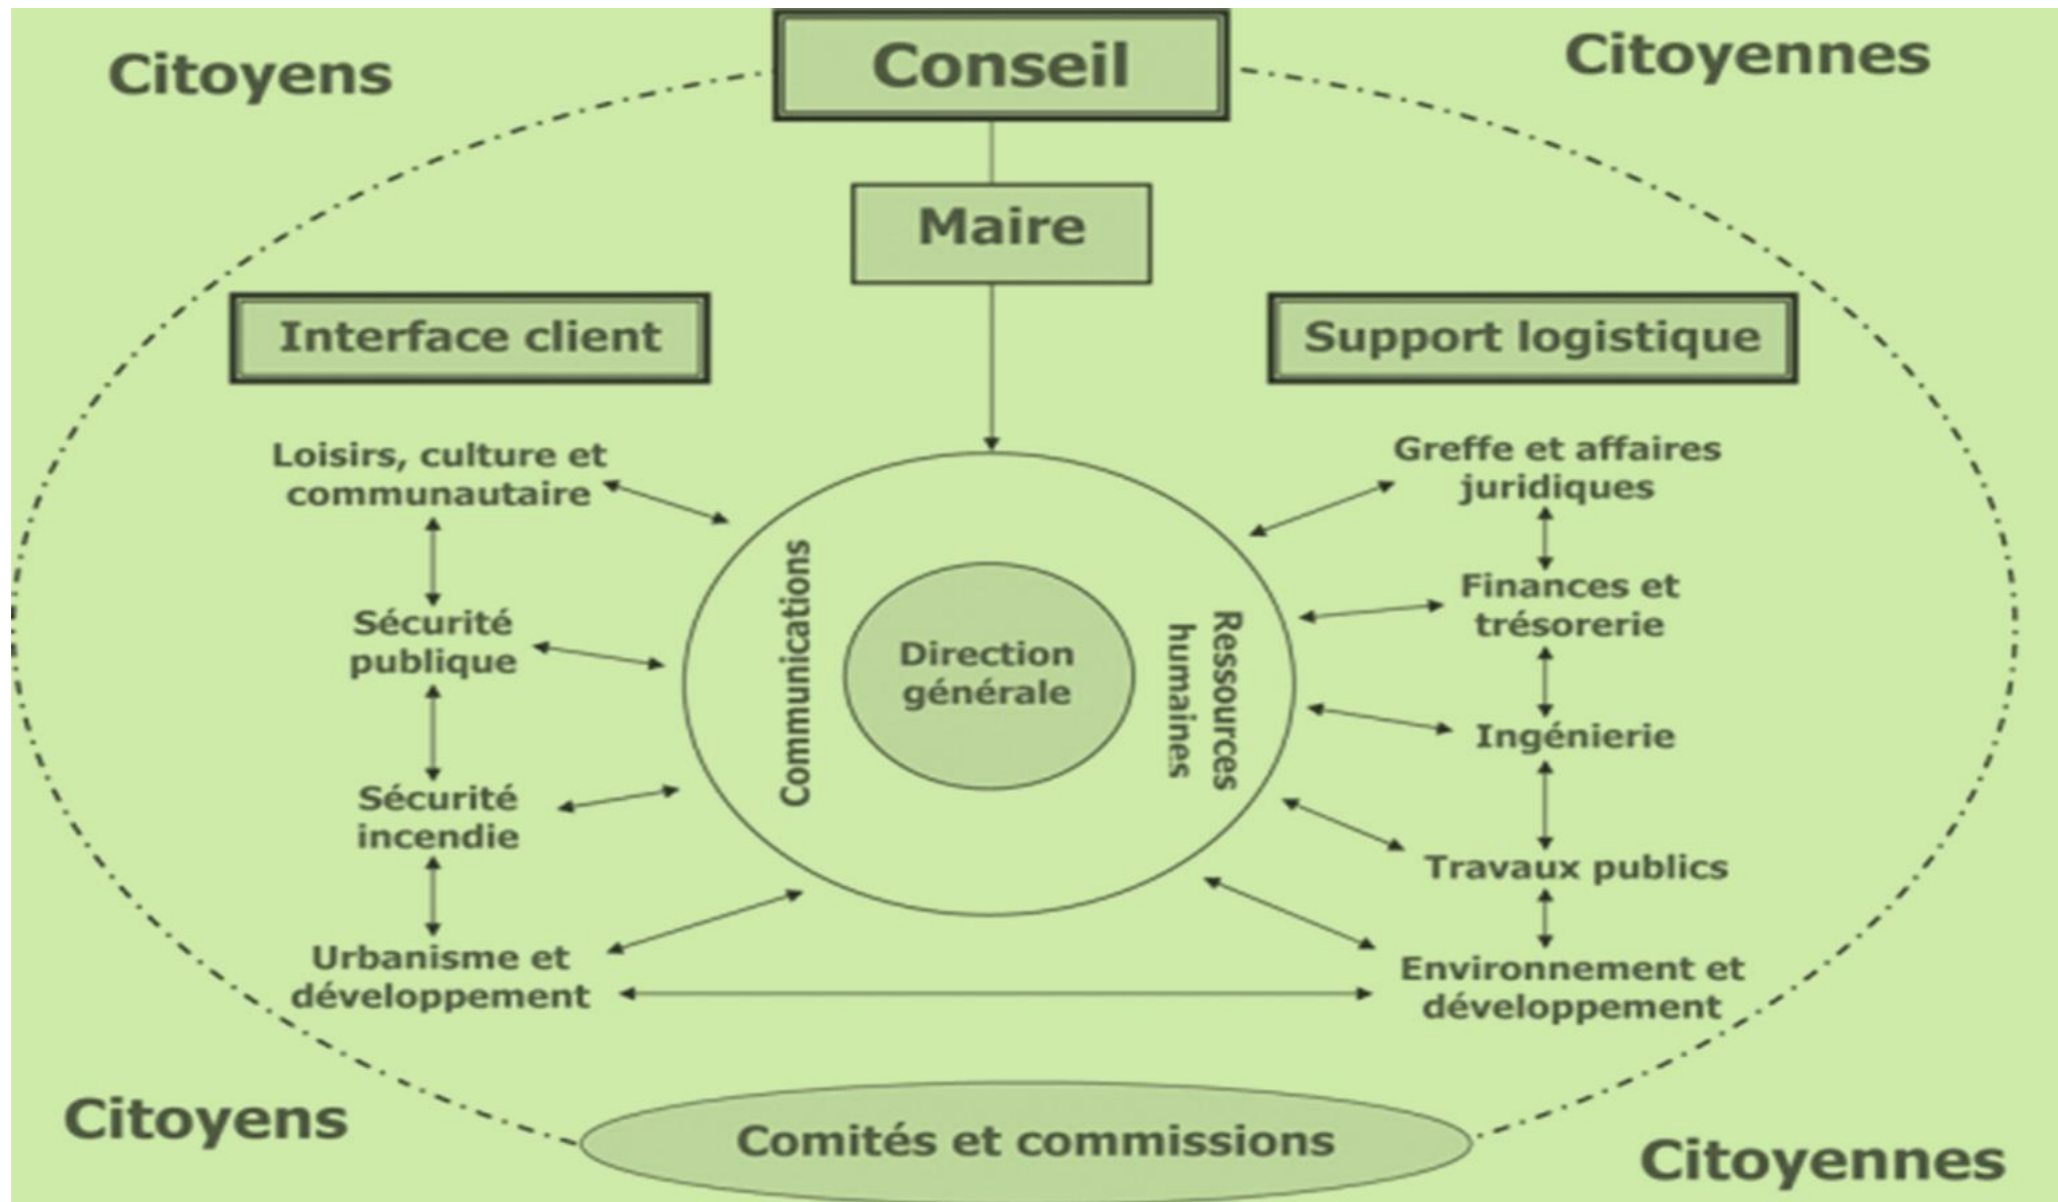 Citoyens
Conseil
Citoyennes
Maire
Interface client
Support logistique
Loisirs, culture et
communautaire
Sécurité
publique
Sécurité
incendie
Urbanisme et
développement
Communications
Direction
générale
Ressources
humaines
Greffe et affaires
juridiques
Finances et
trésorerie
Ingénierie
Travaux publics
Environnement et
développement
Citoyens
Comités et commissions
Citoyennes